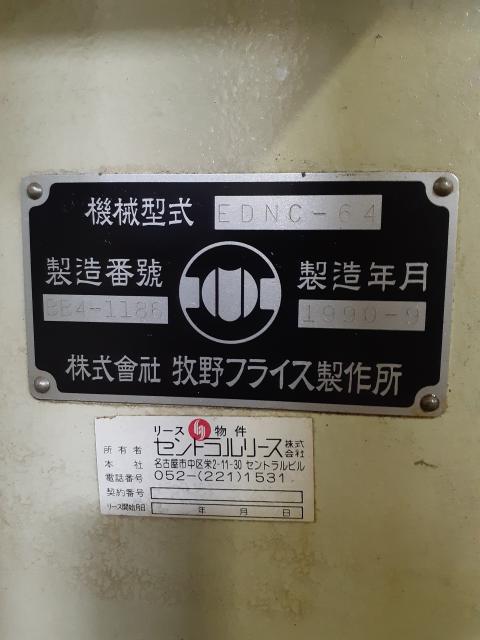 機械型式 EDNC-64
製造番號 製造年月
BB4-1186 1990-9
株式會社 牧野フライス製作所
リース物件
所有者 セントラルリース株式会社
本社 名古屋市中区栄2-11-30 セントラルビル
電話番号 052-(221)1531
契約番号
リース開始月日 年 月 日